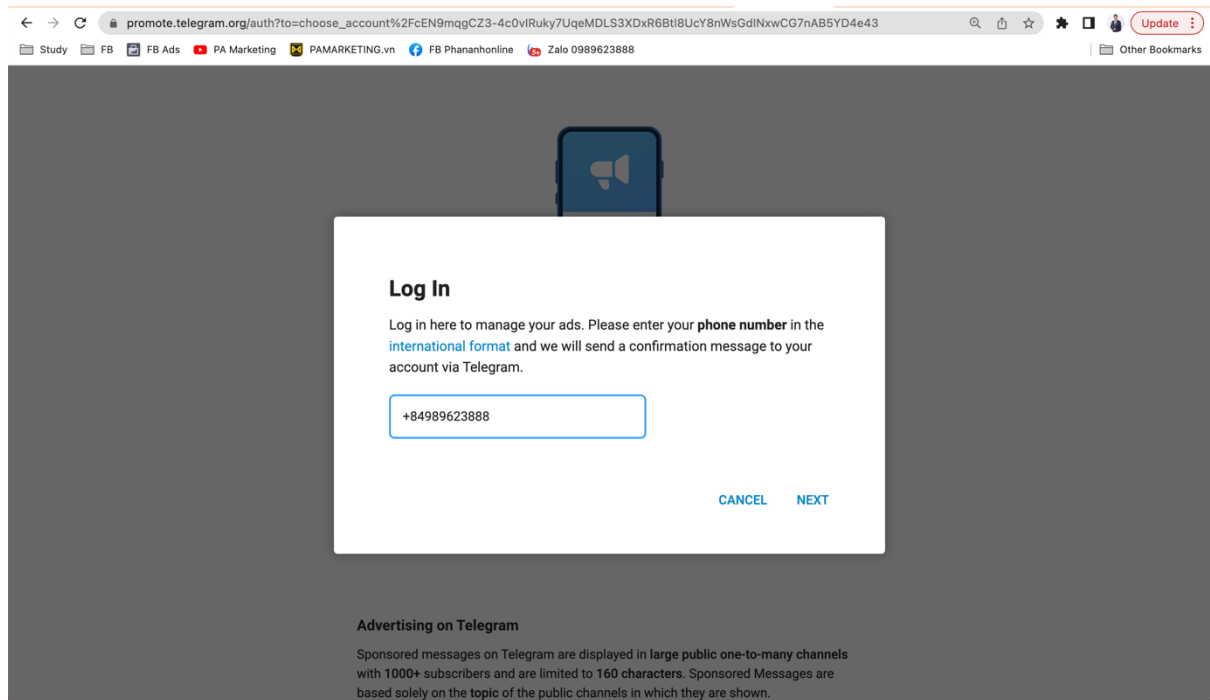 promote.telegram.org/auth?to=choose_account%2FcEN9mqgCZ3-4c0vIRuky7UqeMDLS3XDxR6BtI8UcY8nWsGdINxwCG7nAB5YD4e43
Update
Study FB FB Ads PA Marketing PAMARKETING.vn FB Phananhonline Zalo 0989623888 Other Bookmarks
Log In
Log in here to manage your ads. Please enter your phone number in the
international format and we will send a confirmation message to your
account via Telegram.
+84989623888
CANCEL NEXT
Advertising on Telegram
Sponsored messages on Telegram are displayed in large public one-to-many channels
with 1000+ subscribers and are limited to 160 characters. Sponsored Messages are
based solely on the topic of the public channels in which they are shown.